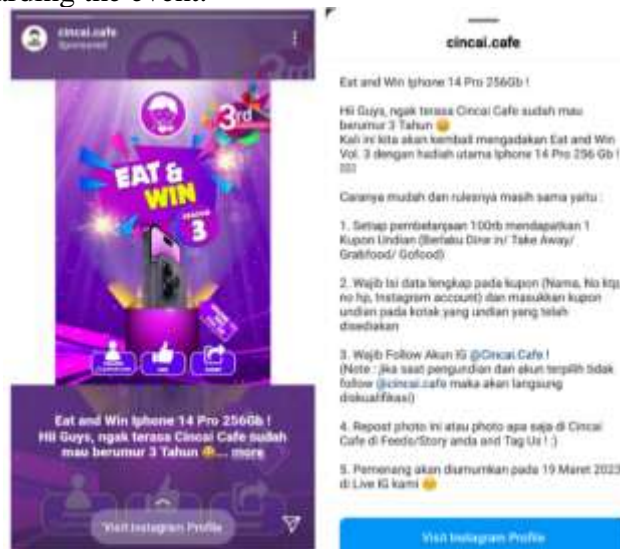 arding the event.
cincai.cafe
Sponsored
3rd
EAT &
WIN
3
Eat and Win Iphone 14 Pro 256Gb !
Hii Guys, ngak terasa Cincai Cafe sudah
mau berumur 3 Tahun 😊... more
Visit Instagram Profile
cincai.cafe
Eat and Win Iphone 14 Pro 256Gb !
Hii Guys, ngak terasa Cincai Cafe sudah mau
berumur 3 Tahun 😊
Kali ini kita akan kembali mengadakan Eat and Win
Vol. 3 dengan hadiah utama Iphone 14 Pro 256 Gb !
Caranya mudah dan rulesnya masih sama yaitu :
1. Setiap pembelanjaan 100rb mendapatkan 1
Kupon Undian (Berlaku Dine in/ Take Away/
Grabfood/ Gofood)
2. Wajib Isi data lengkap pada kupon (Nama, No ktp,
no hp, Instagram account) dan masukkan kupon
undian pada kotak yang undian yang telah
disediakan
3. Wajib Follow Akun IG @Cincai.Cafe !
(Note : jika saat pengundian dan akun terpilih tidak
follow @cincai.cafe maka akan langsung
diskualifikasi)
4. Repost photo ini atau photo apa saja di Cincai
Cafe di Feeds/Story anda and Tag Us ! :)
5. Pemenang akan diumumkan pada 19 Maret 2023
di Live IG kami 😊
Visit Instagram Profile